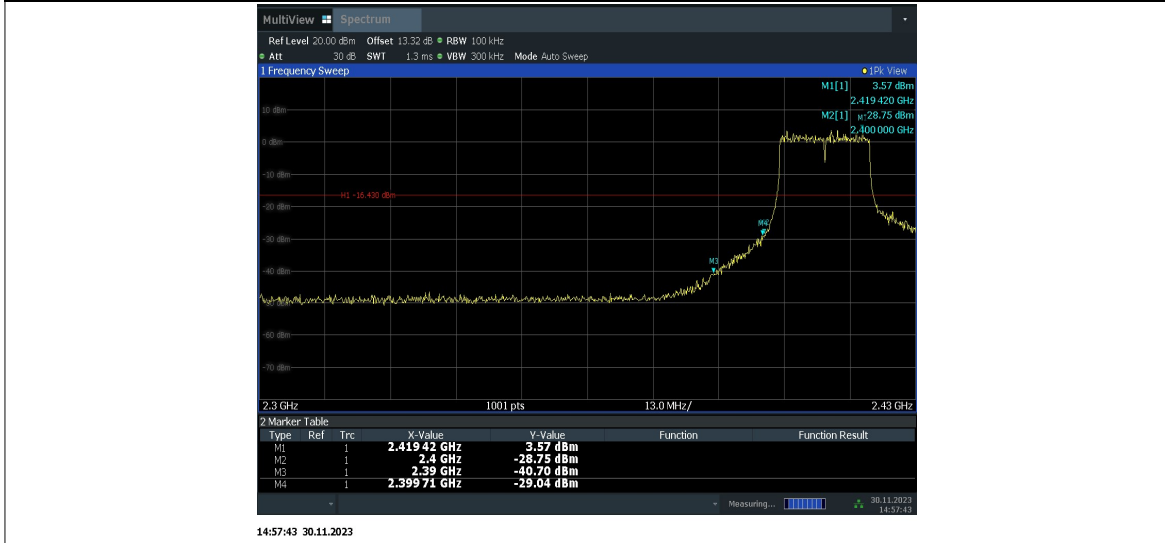 MultiView Spectrum
Ref Level 20.00 dBm Offset 13.32 dB RBW 100 kHz
Att 30 dB SWT 1.3 ms VBW 300 kHz Mode Auto Sweep
1 Frequency Sweep 1Pk View
M1[1] 3.57 dBm
2.419 420 GHz
10 dBm
M2[1] -28.75 dBm
2.400 000 GHz
0 dBm
-10 dBm
H1 -16.430 dBm
-20 dBm
M4
-30 dBm
M3
-40 dBm
-60 dBm
-70 dBm
2.3 GHz 1001 pts 13.0 MHz/ 2.43 GHz
2 Marker Table
Type Ref Trc X-Value Y-Value Function Function Result
M1 1 2.419 42 GHz 3.57 dBm
M2 1 2.4 GHz -28.75 dBm
M3 1 2.39 GHz -40.70 dBm
M4 1 2.399 71 GHz -29.04 dBm
Measuring... 30.11.2023
14:57:43
14:57:43 30.11.2023